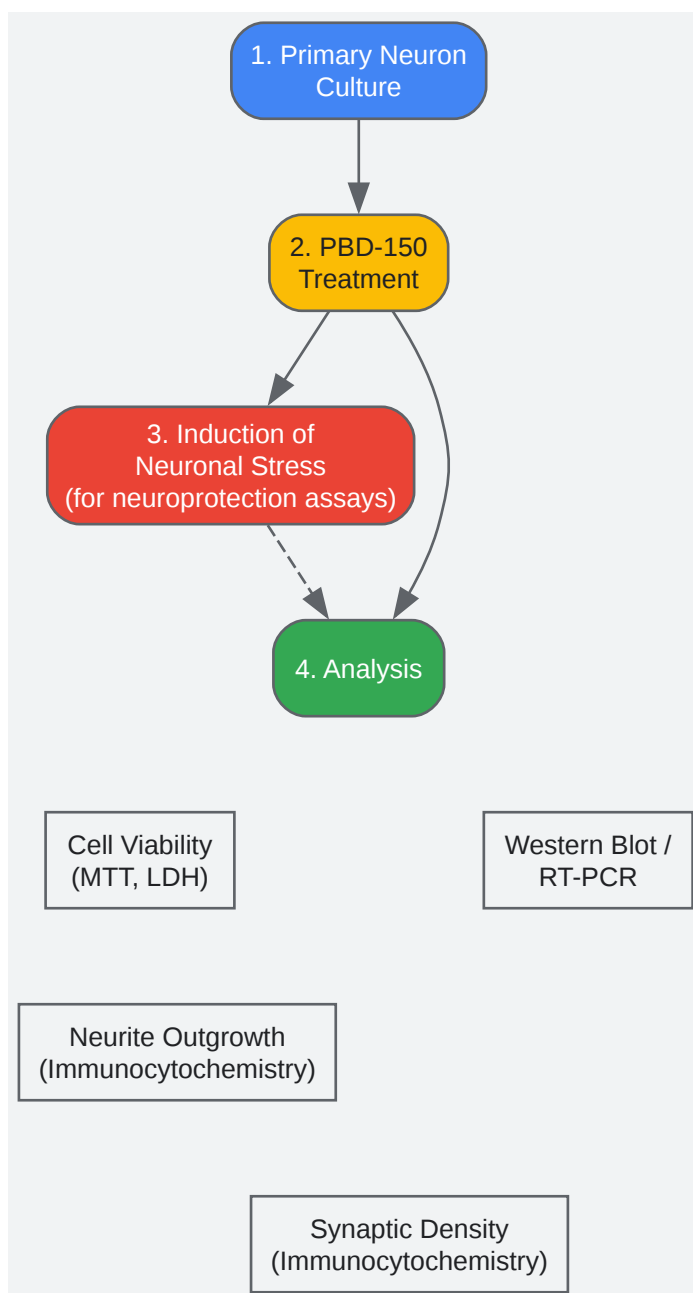 1. Primary Neuron
Culture
2. PBD-150
Treatment
3. Induction of
Neuronal Stress
(for neuroprotection assays)
4. Analysis
Cell Viability
(MTT, LDH)
Western Blot /
RT-PCR
Neurite Outgrowth
(Immunocytochemistry)
Synaptic Density
(Immunocytochemistry)